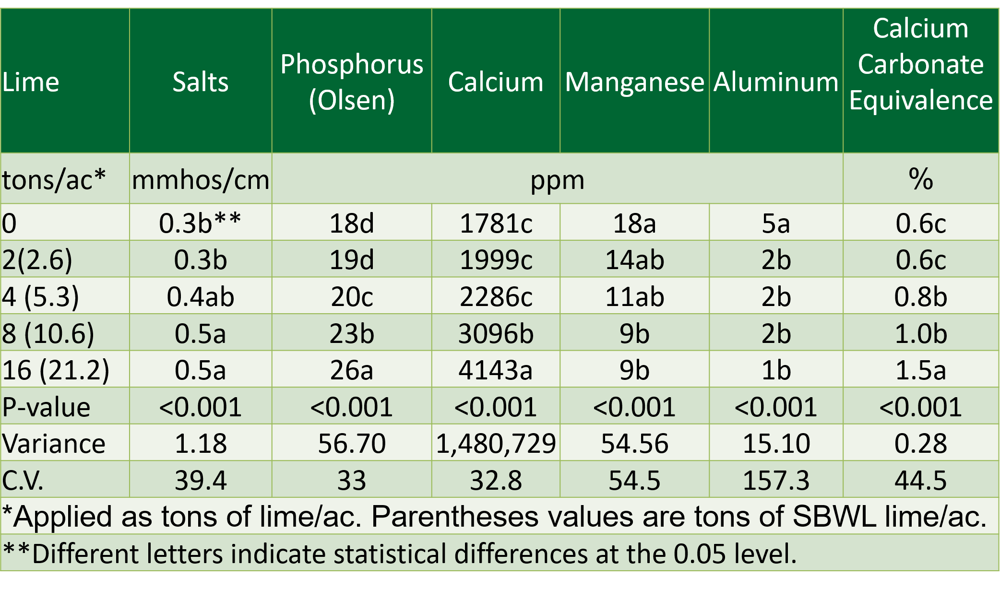 Lime Salts Phosphorus (Olsen) Calcium Manganese Aluminum Calcium Carbonate Equivalence
tons/ac* mmhos/cm ppm %
0 0.3b** 18d 1781c 18a 5a 0.6c
2(2.6) 0.3b 19d 1999c 14ab 2b 0.6c
4 (5.3) 0.4ab 20c 2286c 11ab 2b 0.8b
8 (10.6) 0.5a 23b 3096b 9b 2b 1.0b
16 (21.2) 0.5a 26a 4143a 9b 1b 1.5a
P-value <0.001 <0.001 <0.001 <0.001 <0.001 <0.001
Variance 1.18 56.70 1,480,729 54.56 15.10 0.28
C.V. 39.4 33 32.8 54.5 157.3 44.5
*Applied as tons of lime/ac. Parentheses values are tons of SBWL lime/ac.
**Different letters indicate statistical differences at the 0.05 level.